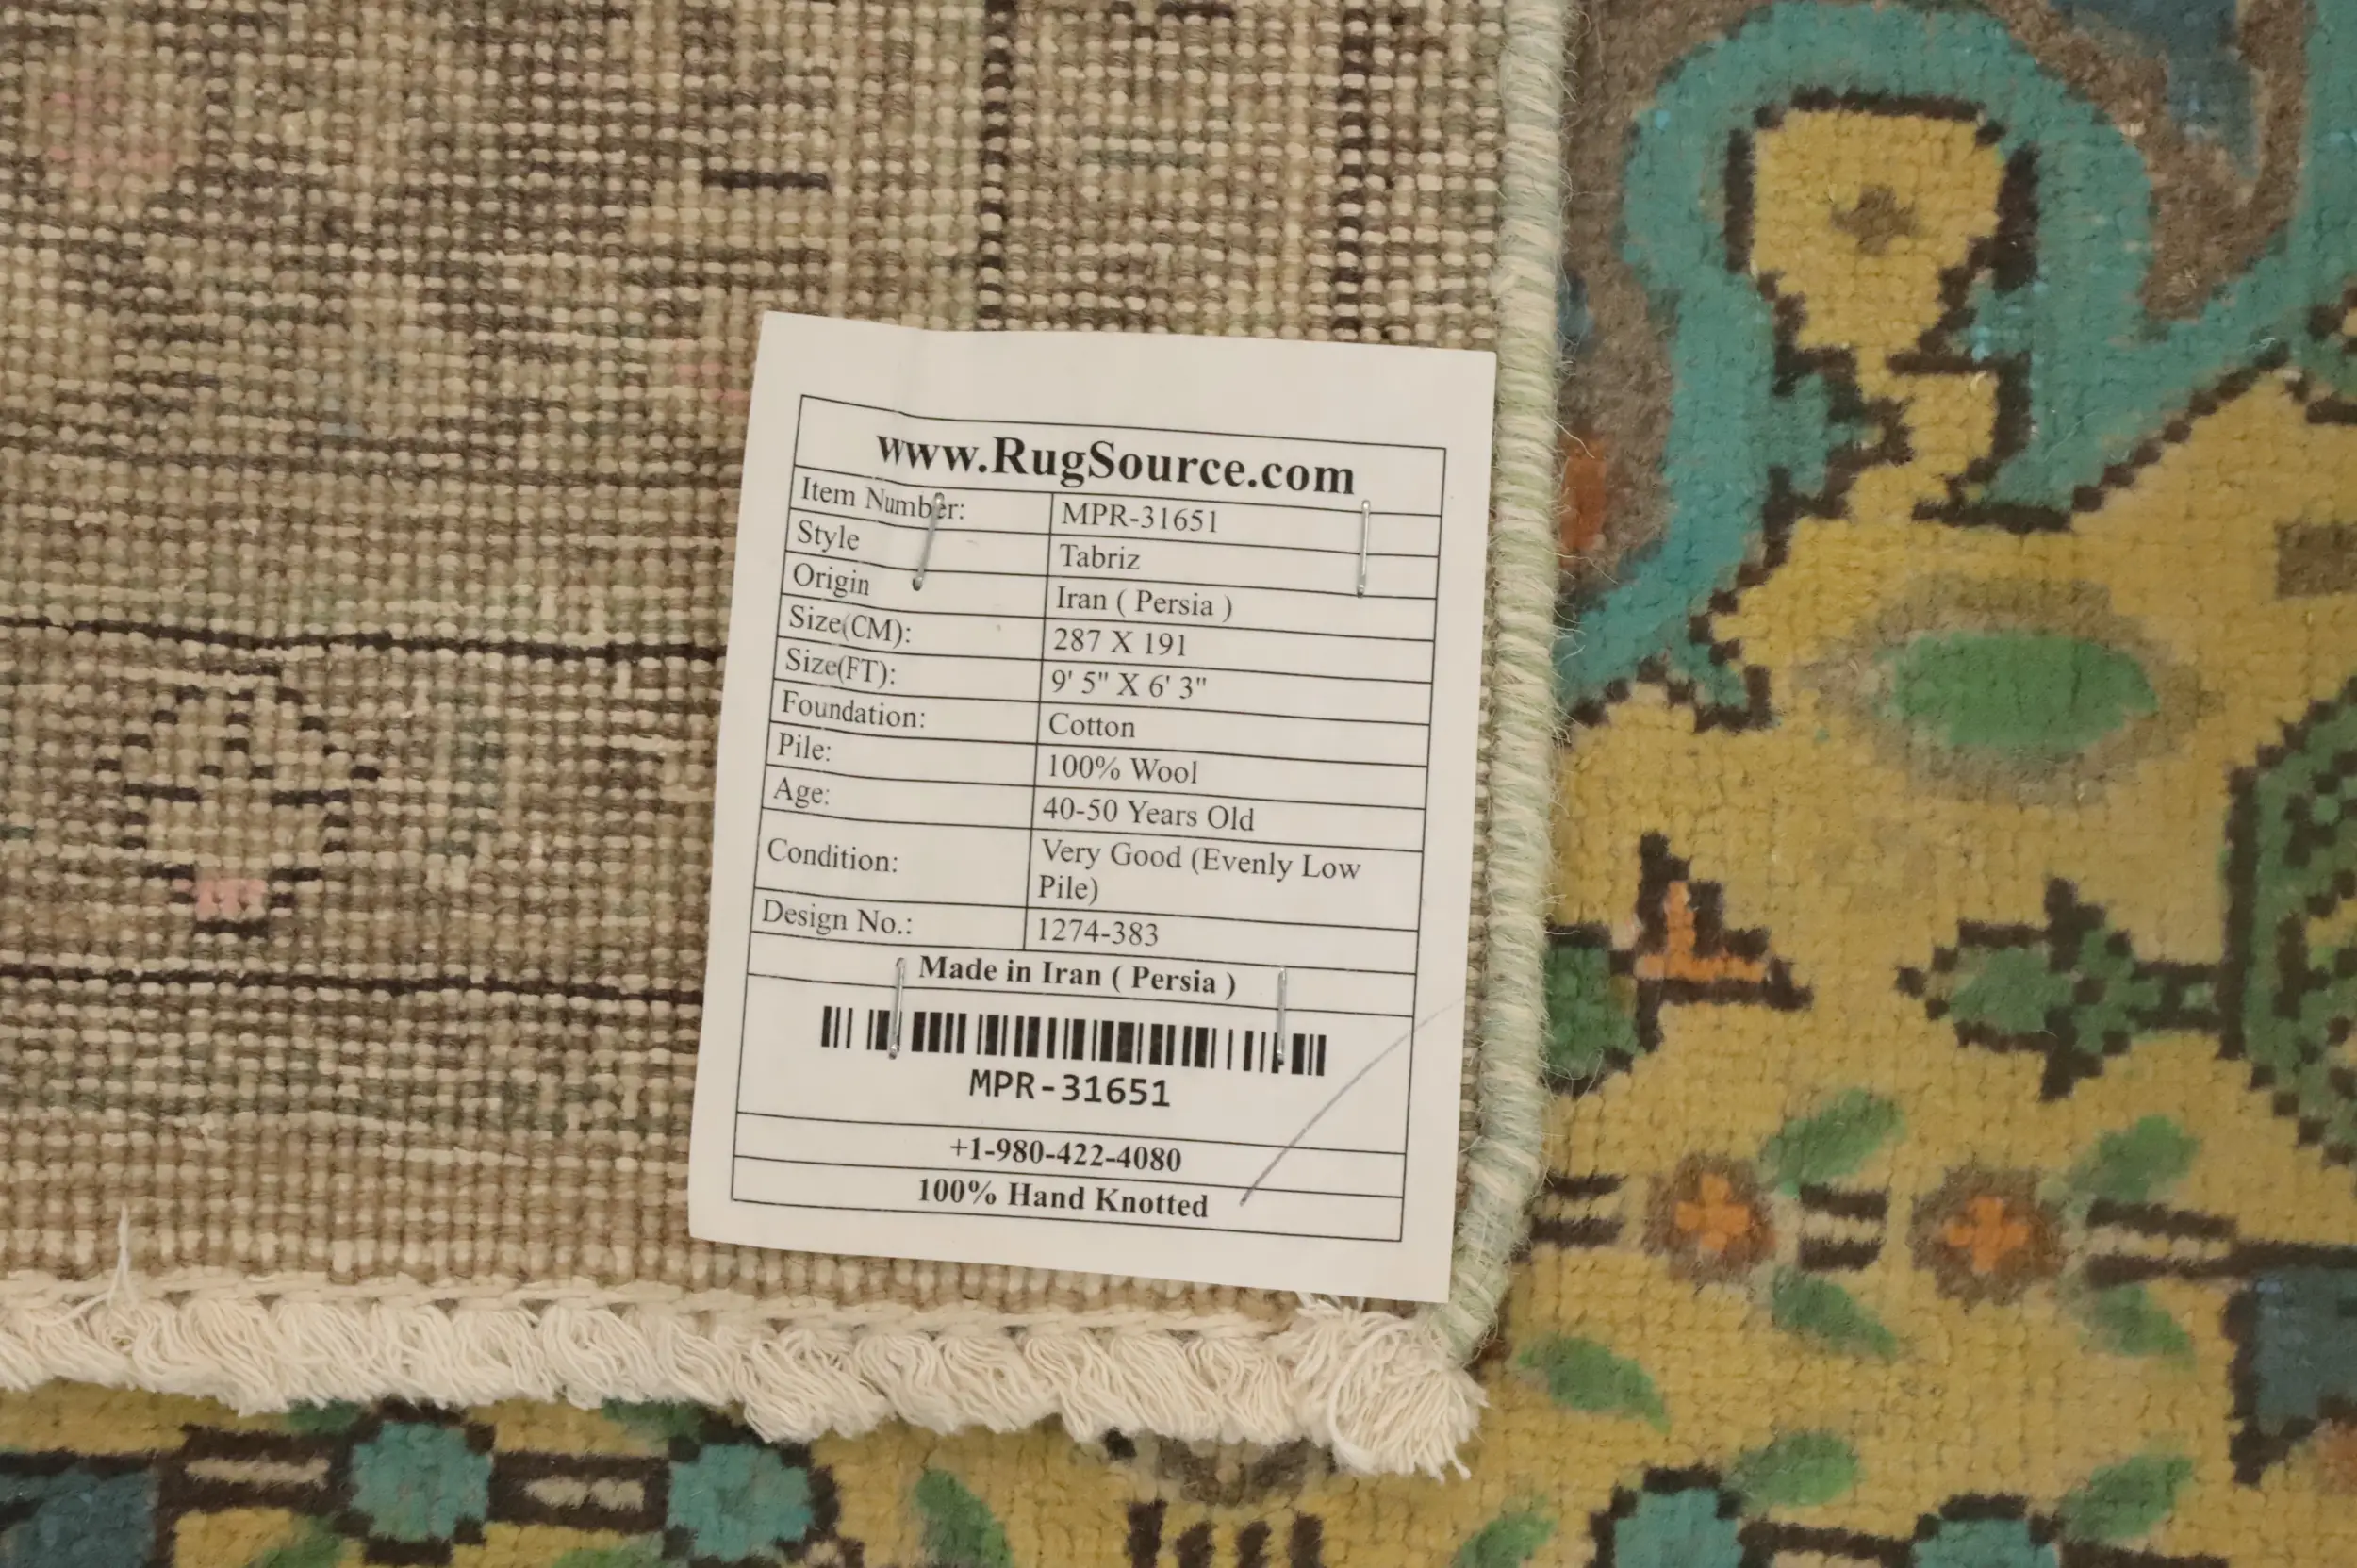 www.RugSource.com
Item Number: MPR-31651
Style Tabriz
Origin Iran ( Persia )
Size(CM): 287 X 191
Size(FT): 9' 5" X 6' 3"
Foundation: Cotton
Pile: 100% Wool
Age: 40-50 Years Old
Condition: Very Good (Evenly Low
Pile)
Design No.: 1274-383
Made in Iran ( Persia )
MPR-31651
+1-980-422-4080
100% Hand Knotted